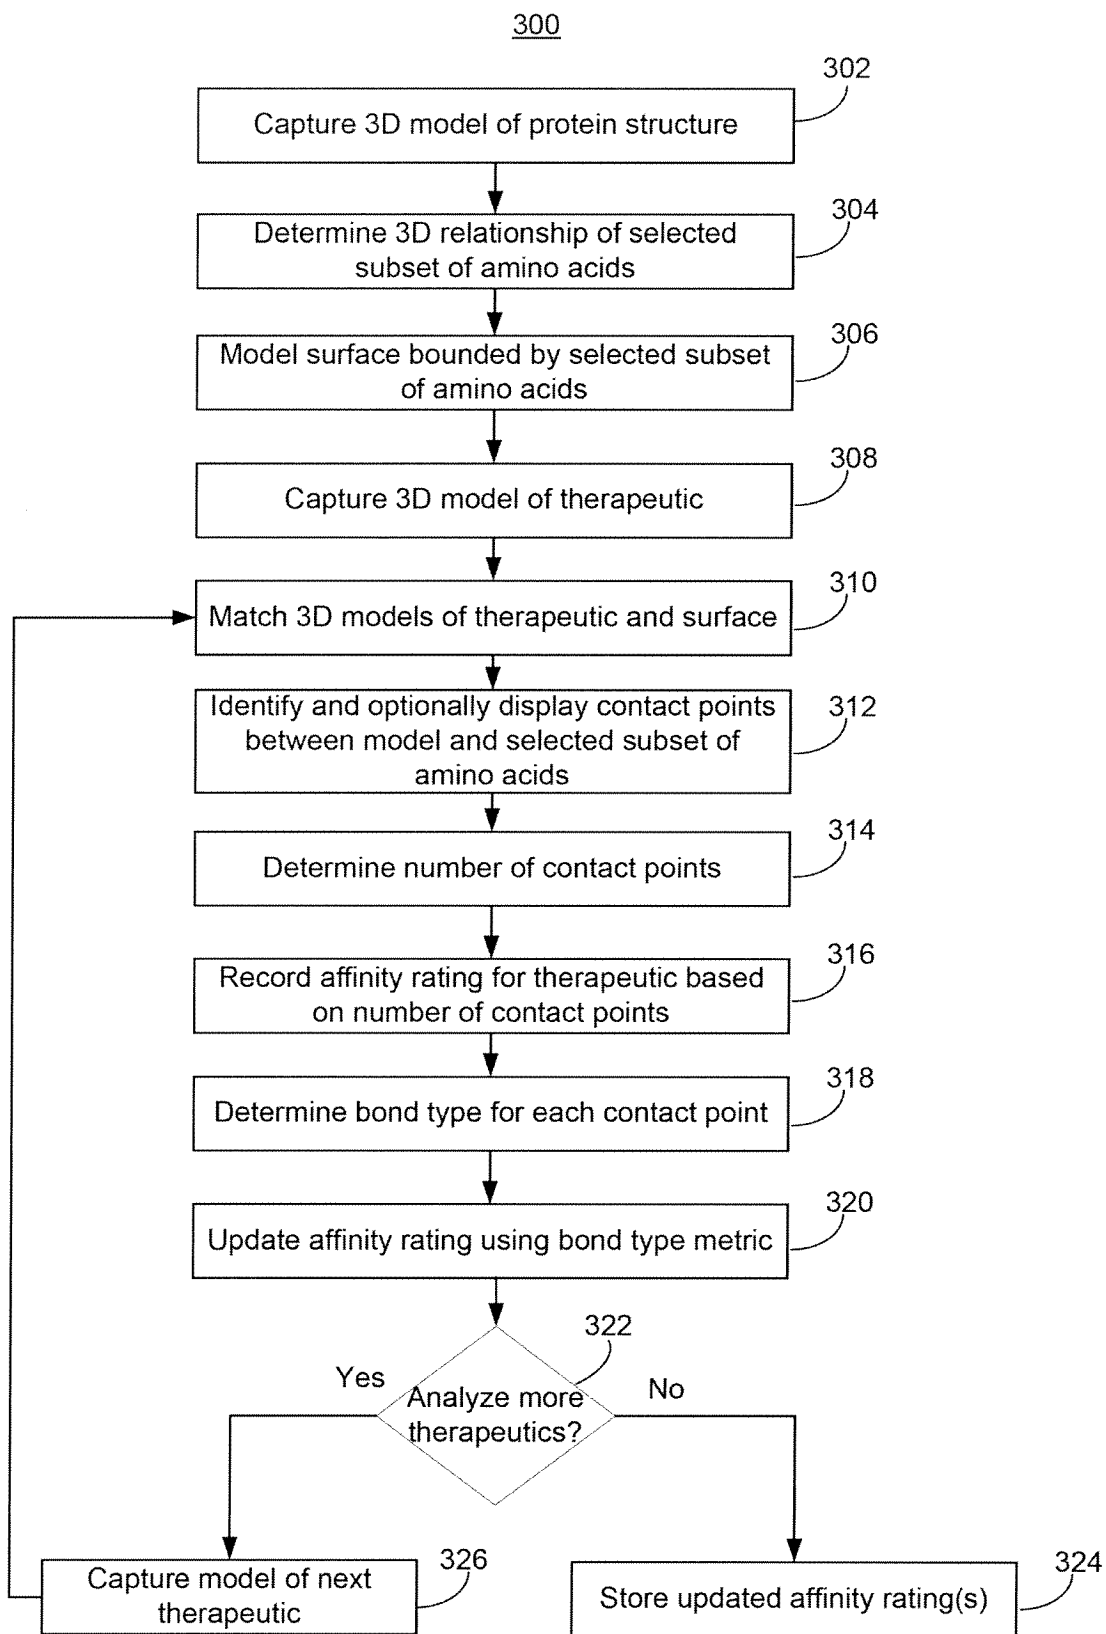 300
302
Capture 3D model of protein structure
304
Determine 3D relationship of selected
subset of amino acids
306
Model surface bounded by selected subset
of amino acids
308
Capture 3D model of therapeutic
310
Match 3D models of therapeutic and surface
312
Identify and optionally display contact points
between model and selected subset of
amino acids
314
Determine number of contact points
316
Record affinity rating for therapeutic based
on number of contact points
318
Determine bond type for each contact point
320
Update affinity rating using bond type metric
322
Yes
No
Analyze more
therapeutics?
326
Capture model of next
therapeutic
324
Store updated affinity rating(s)